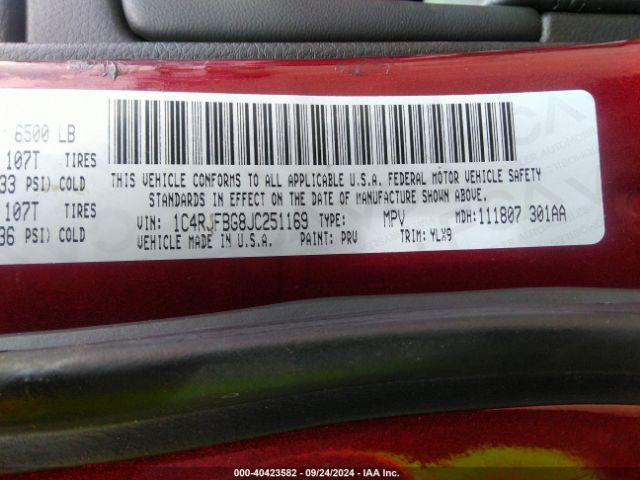 6500 LB
107T TIRES
33 PSI) COLD
107T TIRES
36 PSI) COLD
THIS VEHICLE CONFORMS TO ALL APPLICABLE U.S.A. FEDERAL MOTOR VEHICLE SAFETY
STANDARDS IN EFFECT ON THE DATE OF MANUFACTURE SHOWN ABOVE.
VIN: 1C4RJFBG8JC251169 TYPE: MPV MDH:111807 301AA
VEHICLE MADE IN U.S.A. PAINT: PRV TRIM: YLX9
000-40423582 - 09/24/2024 - IAA Inc.